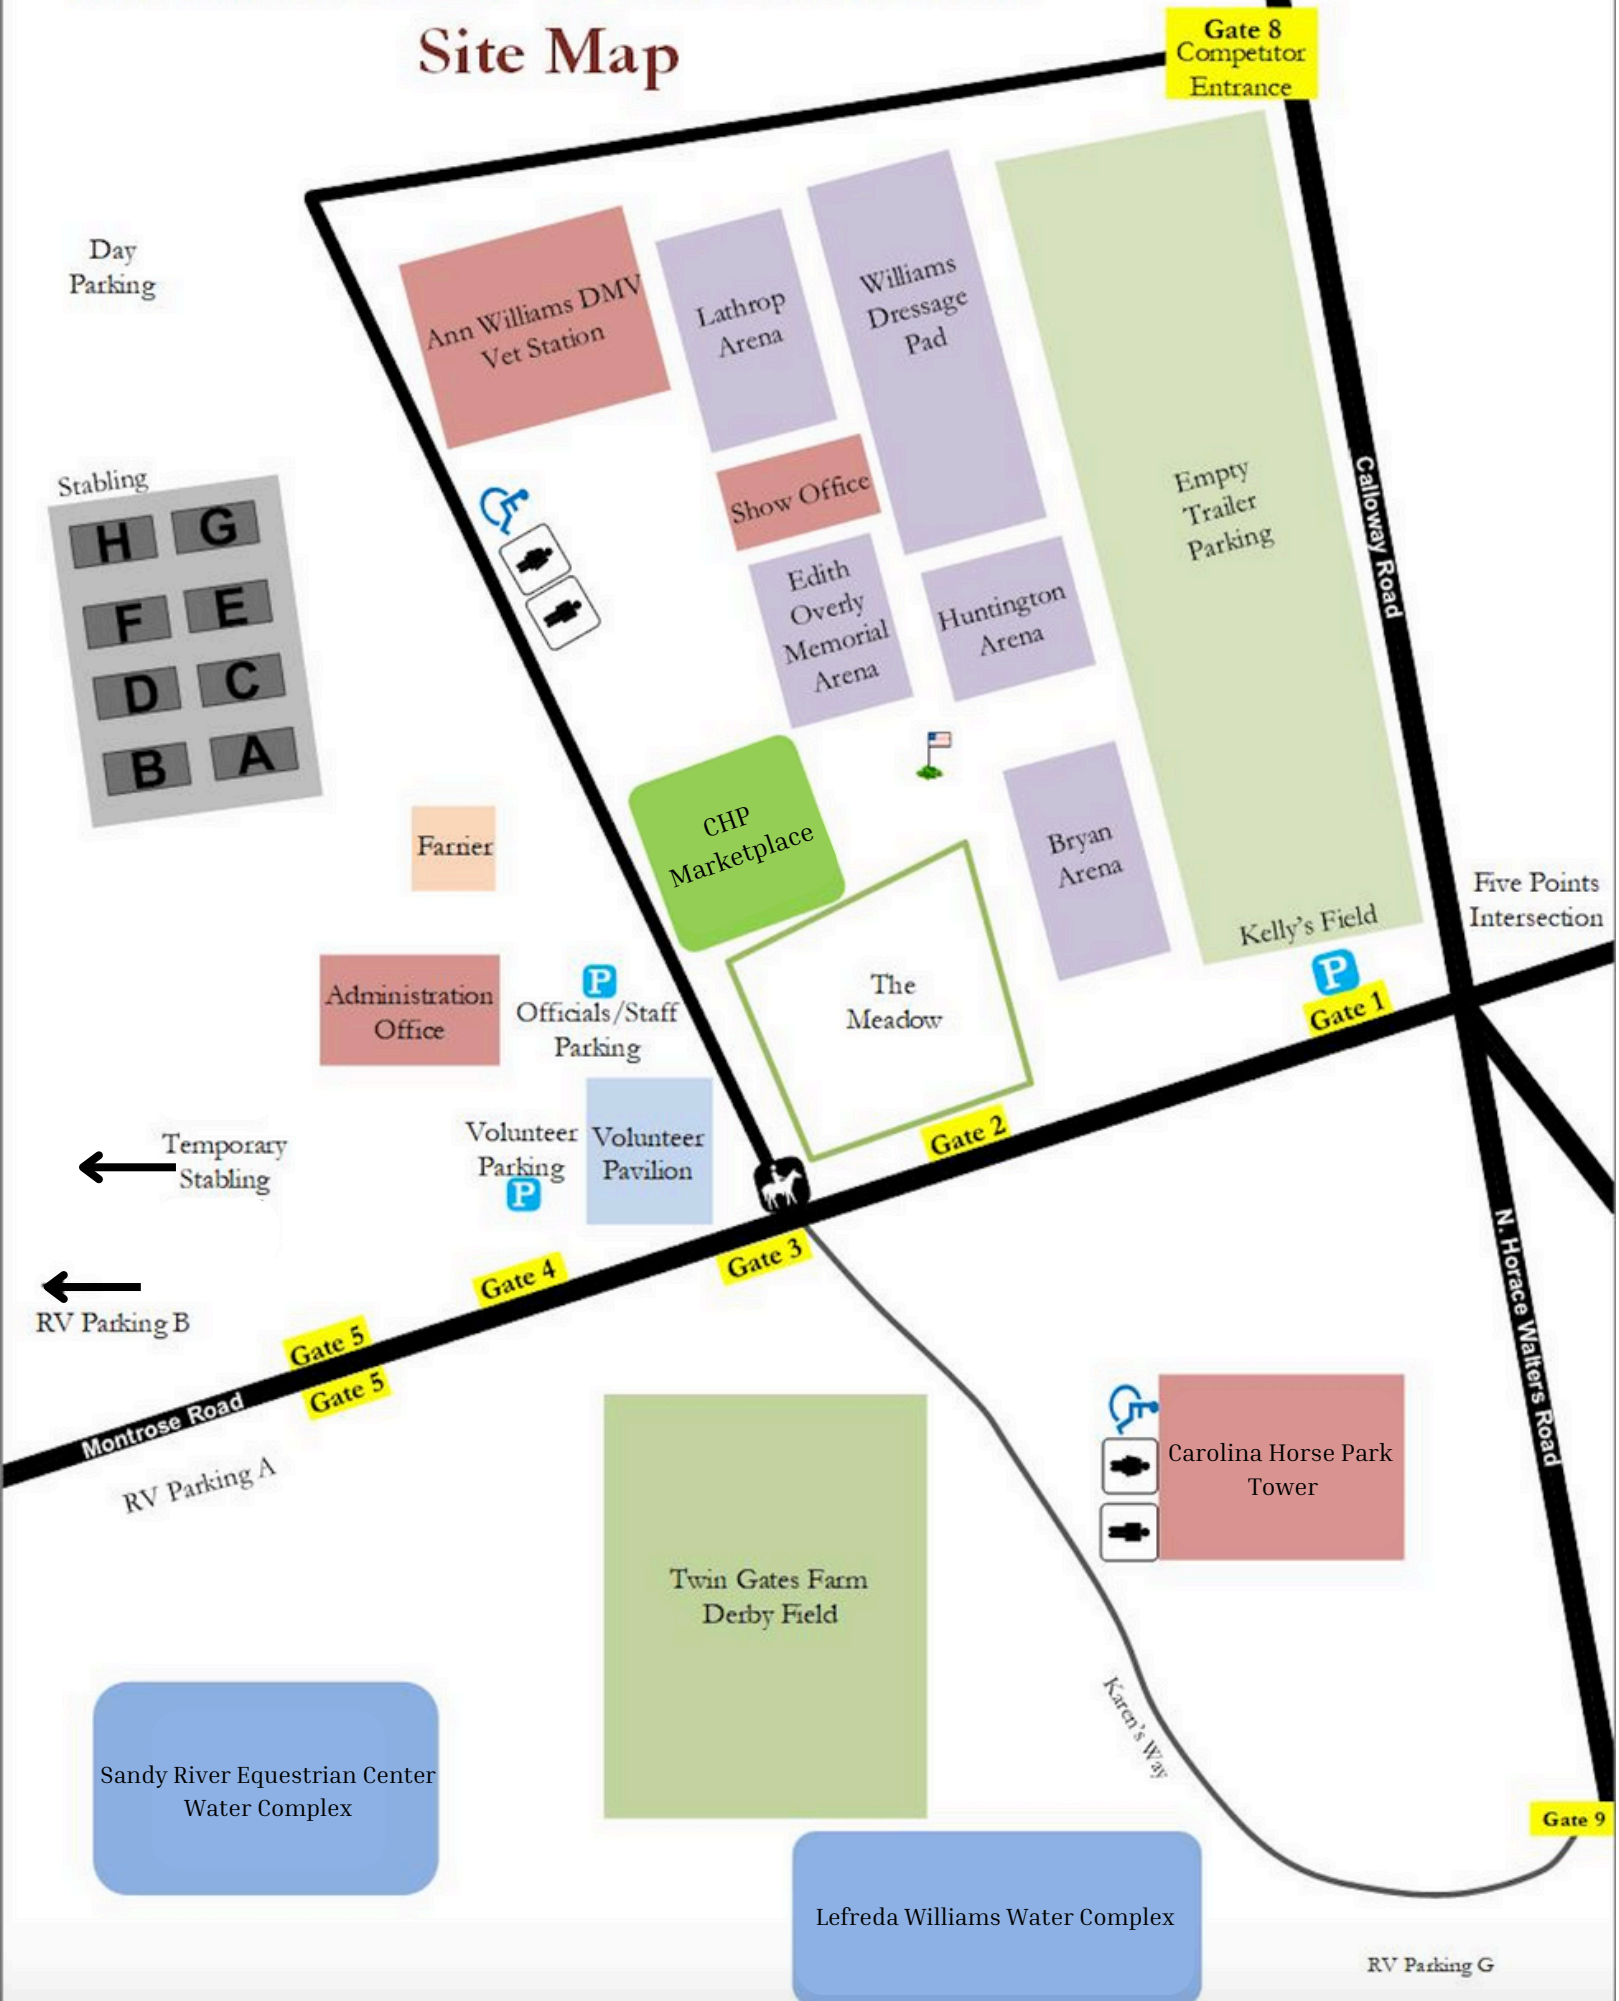 Site Map
Gate 8
Competitor
Entrance
Day
Parking
Ann Williams DMV
Vet Station
Lathrop
Arena
Williams
Dressage
Pad
Stabling
H
G
F
E
D
C
B
A
Show Office
Empty
Trailer
Parking
Calloway Road
Edith
Overly
Memorial
Arena
Huntington
Arena
CHP
Marketplace
Bryan
Arena
Farrier
Five Points
Intersection
Kelly's Field
P
Gate 1
Administration
Office
P
Officials/Staff
Parking
The
Meadow
Gate 2
Temporary
Stabling
Volunteer
Parking
P
Volunteer
Pavilion
Gate 3
Gate 4
RV Parking B
Gate 5
Gate 5
Montrose Road
RV Parking A
N. Horace Walters Road
Carolina Horse Park
Tower
Twin Gates Farm
Derby Field
Karen's Way
Sandy River Equestrian Center
Water Complex
Gate 9
Lefreda Williams Water Complex
RV Parking G